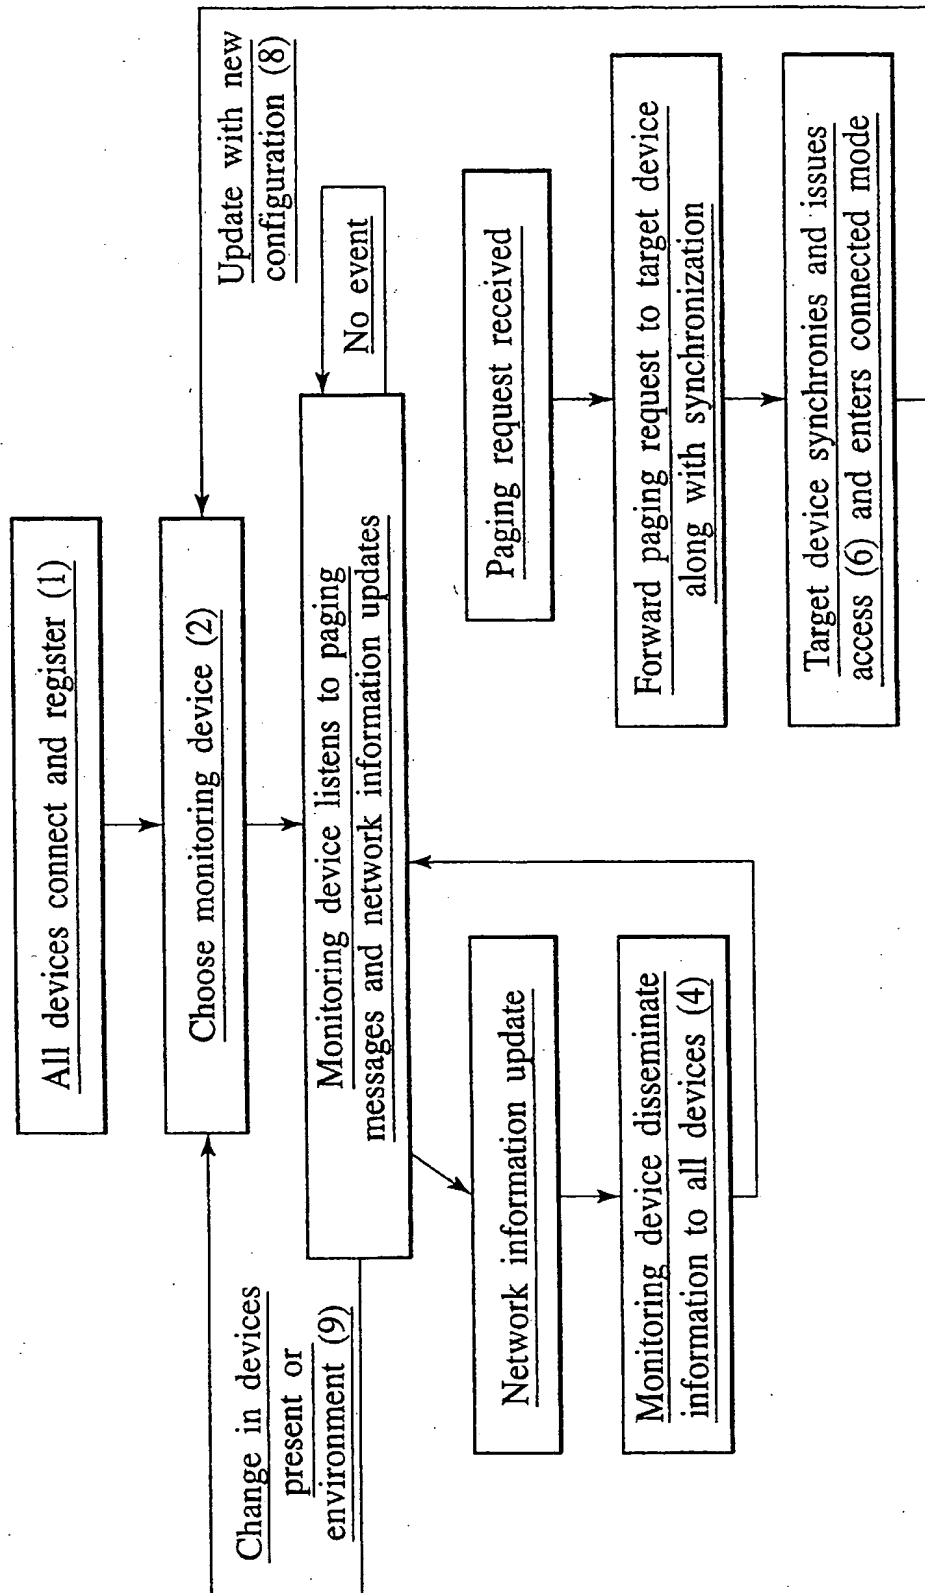 All devices connect and register (1)
Choose monitoring device (2)
Update with new
configuration (8)
Change in devices
present or
environment (9)
Monitoring device listens to paging
messages and network information updates
No event
Network information update
Monitoring device disseminate
information to all devices (4)
Paging request received
Forward paging request to target device
along with synchronization
Target device synchronies and issues
access (6) and enters connected mode